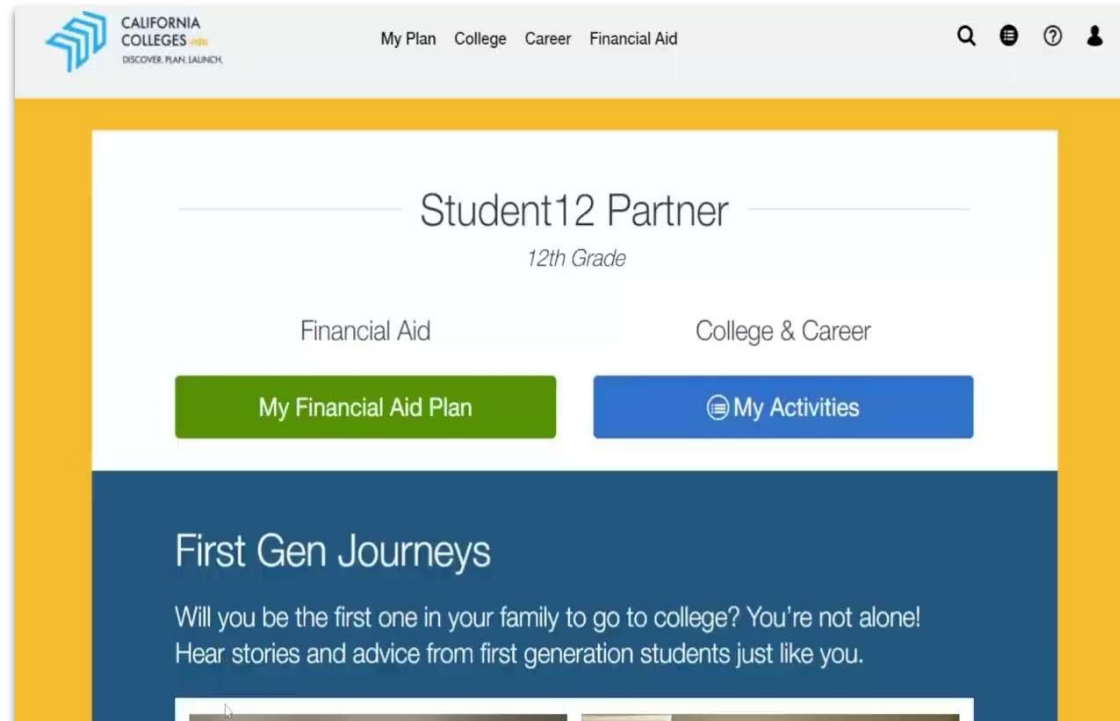 CALIFORNIA
COLLEGES .edu
DISCOVER. PLAN. LAUNCH.
My Plan College Career Financial Aid
Student12 Partner
12th Grade
Financial Aid
College & Career
My Financial Aid Plan
My Activities
First Gen Journeys
Will you be the first one in your family to go to college? You're not alone!
Hear stories and advice from first generation students just like you.